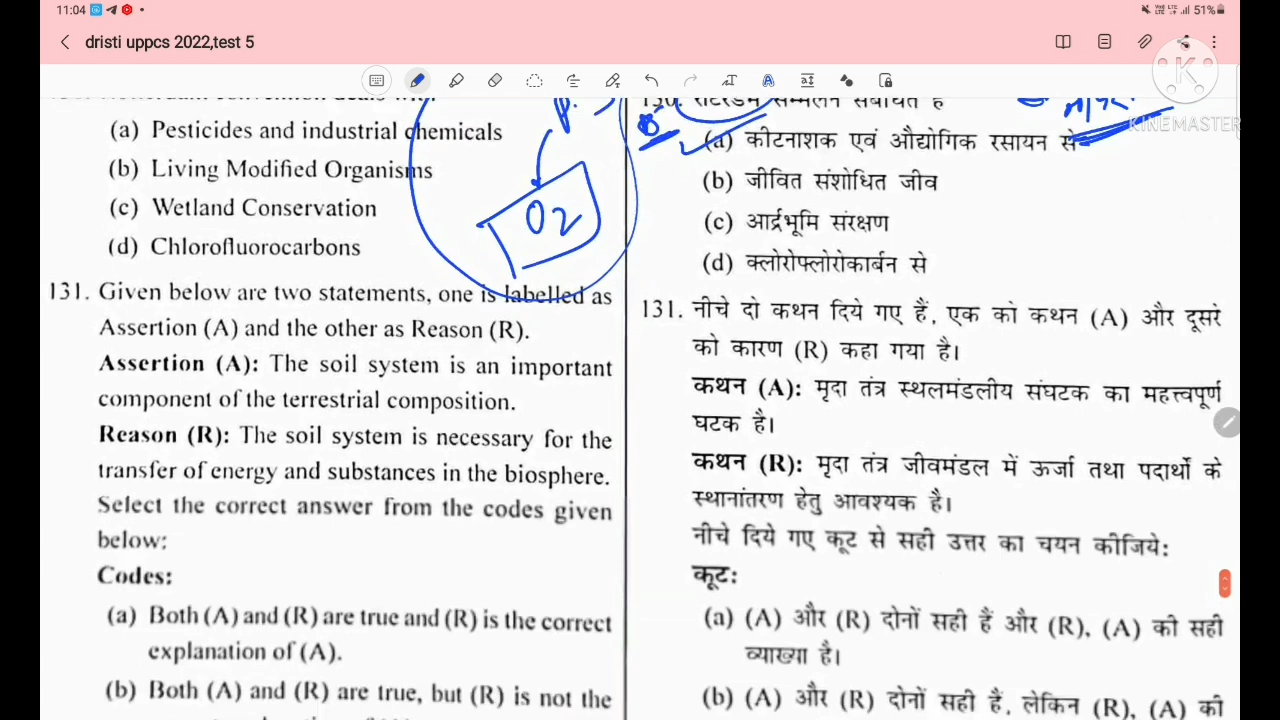 11:04
51%
dristi uppcs 2022,test 5
KINEMASTER
(a) Pesticides and industrial chemicals
(b) Living Modified Organisms
(c) Wetland Conservation
(d) Chlorofluorocarbons
O2
131. Given below are two statements, one is labelled as
Assertion (A) and the other as Reason (R).
Assertion (A): The soil system is an important
component of the terrestrial composition.
Reason (R): The soil system is necessary for the
transfer of energy and substances in the biosphere.
Select the correct answer from the codes given
below:
Codes:
(a) Both (A) and (R) are true and (R) is the correct
explanation of (A).
(b) Both (A) and (R) are true, but (R) is not the
130. रॉटरडैम सम्मेलन संबंधित है
(a) कीटनाशक एवं औद्योगिक रसायन से
(b) जीवित संशोधित जीव
(c) आर्द्रभूमि संरक्षण
(d) क्लोरोफ्लोरोकार्बन से
131. नीचे दो कथन दिये गए हैं, एक को कथन (A) और दूसरे
को कारण (R) कहा गया है।
कथन (A): मृदा तंत्र स्थलमंडलीय संघटक का महत्त्वपूर्ण
घटक है।
कथन (R): मृदा तंत्र जीवमंडल में ऊर्जा तथा पदार्थो के
स्थानांतरण हेतु आवश्यक है।
नीचे दिये गए कूट से सही उत्तर का चयन कीजिये:
कूट:
(a) (A) और (R) दोनों सही हैं और (R), (A) की सही
व्याख्या है।
(b) (A) और (R) दोनों सही हैं, लेकिन (R), (A) की